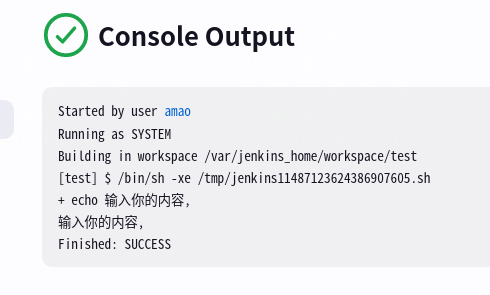 Console Output
Started by user amao
Running as SYSTEM
Building in workspace /var/jenkins_home/workspace/test
[test] $ /bin/sh -xe /tmp/jenkins11487123624386907605.sh
+ echo 输入你的内容,
输入你的内容,
Finished: SUCCESS